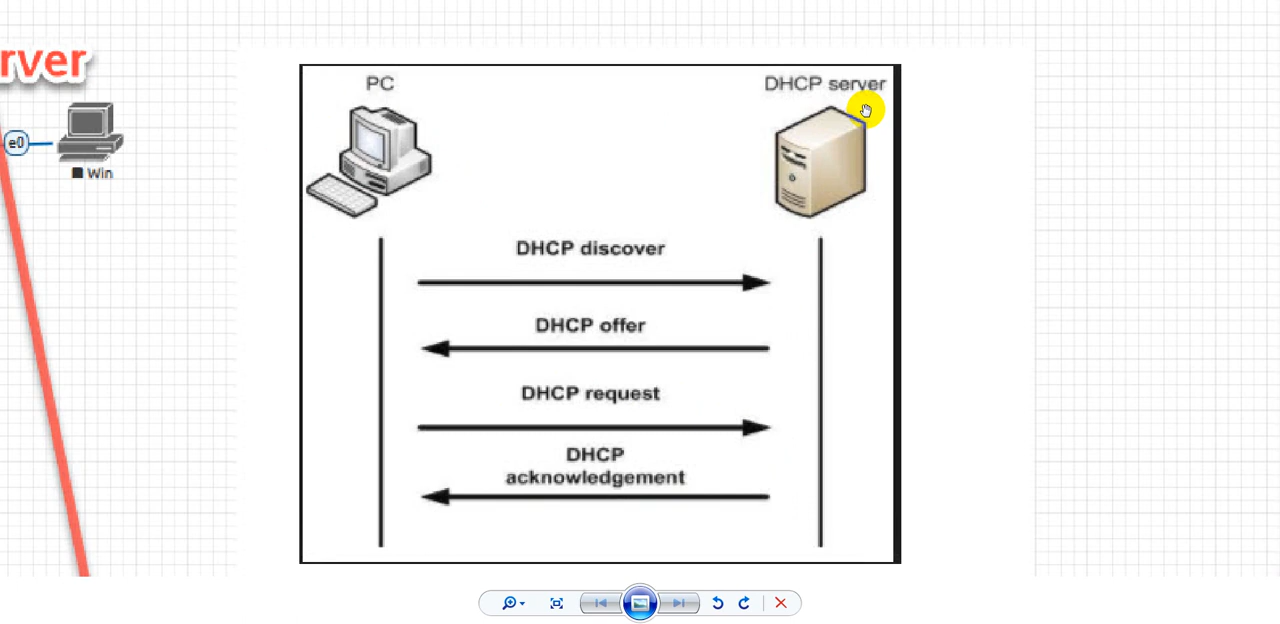 rver
e0
Win
PC
DHCP server
DHCP discover
DHCP offer
DHCP request
DHCP
acknowledgement